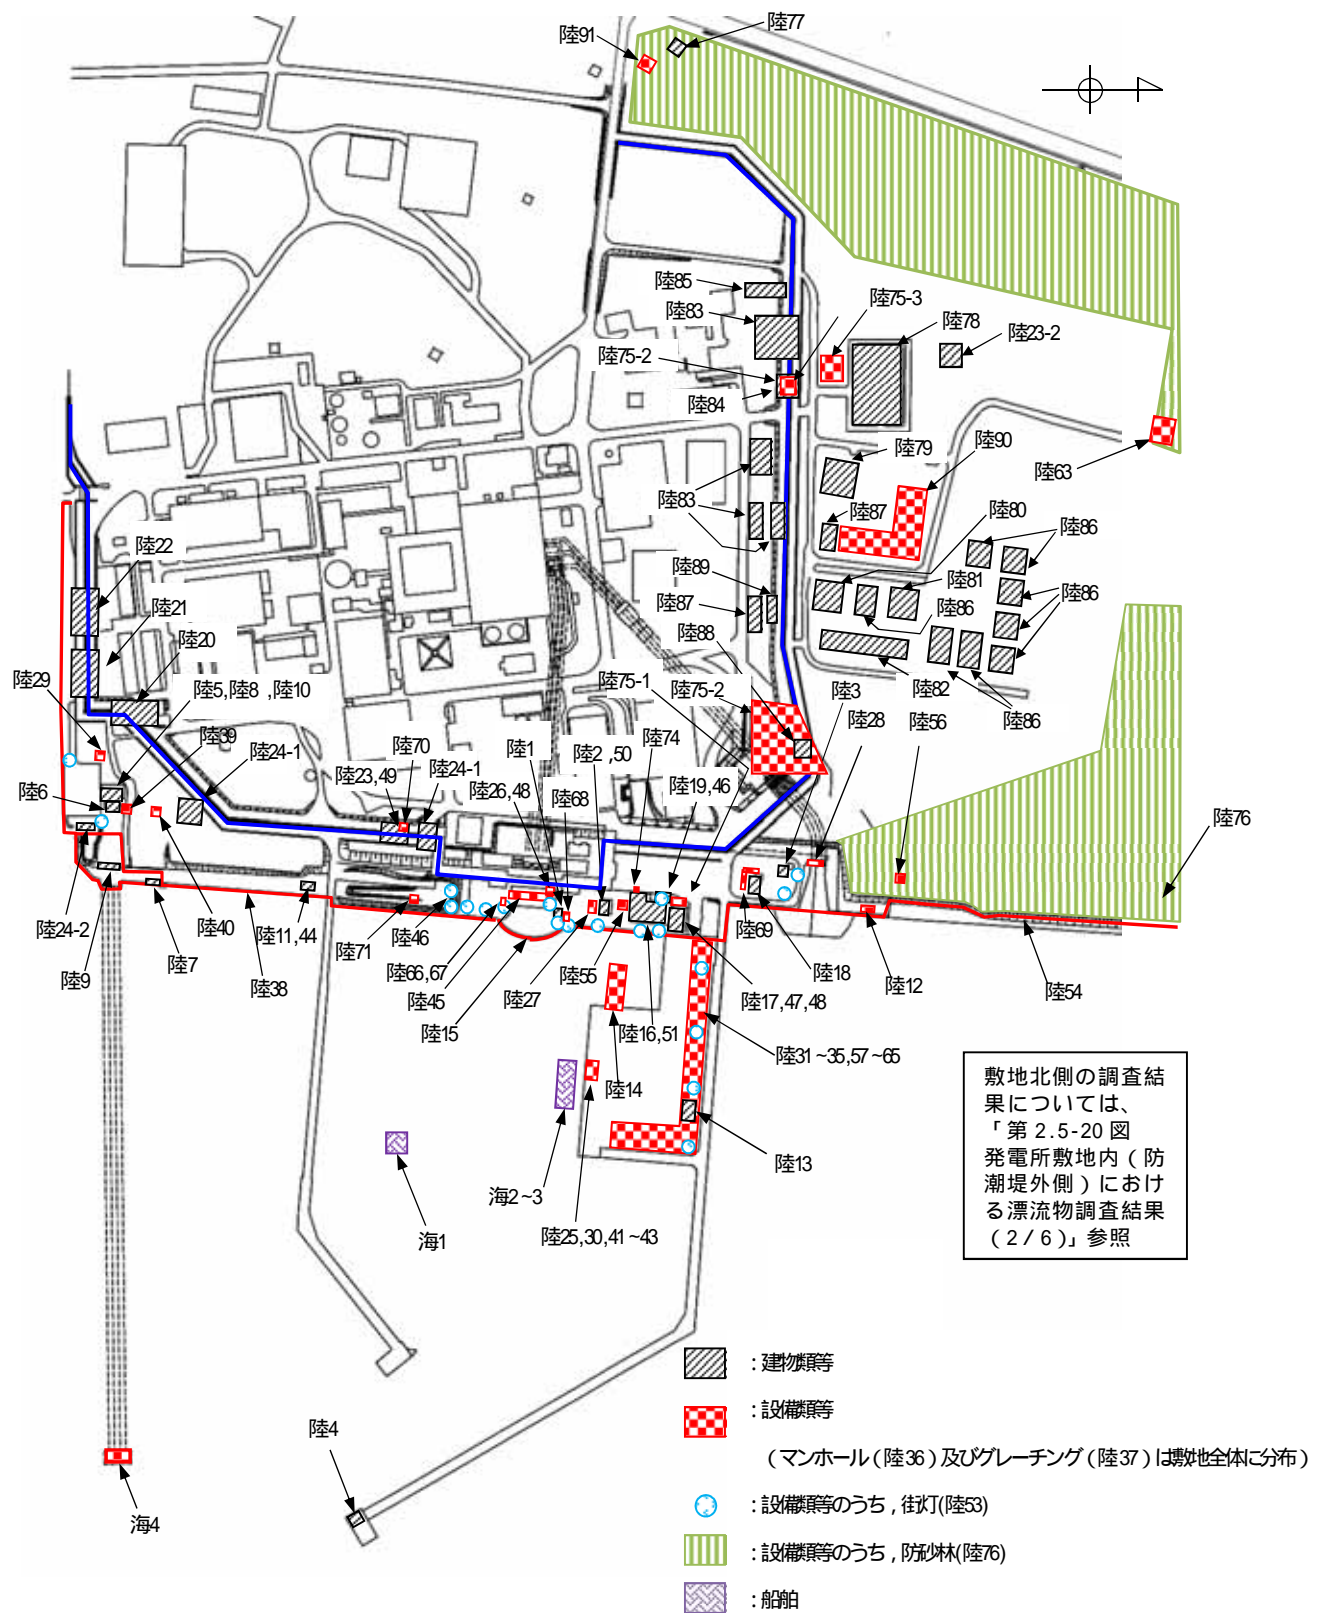 陸77
陸91
陸85
陸75-3
陸83
陸78
陸23-2
陸75-2
陸84
陸79
陸90
陸63
陸83
陸80
陸87
陸86
陸22
陸89
陸81
陸21
陸87
陸86
陸86
陸20
陸88
陸29
陸5,陸8 ,陸10
陸75-1
陸75-2
陸3
陸82
陸86
陸39
陸24-1
陸70
陸1
陸2 ,50
陸74
陸28
陸56
陸23,49
陸24-1
陸6
陸26,48
陸68
陸19,46
陸76
陸24-2
陸40
陸11,44
陸46
陸69
陸9
陸7
陸38
陸71
陸66,67
陸55
陸18
陸12
陸54
陸45
陸27
陸17,47,48
陸15
陸16,51
陸31~35,57~65
陸14
陸13
海2~3
海1
陸25,30,41~43
敷地北側の調査結
果については、
「第 2.5-20 図
発電所敷地内(防
潮堤外側)におけ
る漂流物調査結果
(2/6)」参照
:建物類等
:設備類等
(マンホール(陸36)及びグレーチング(陸37)は敷地全体に分布)
陸4
:設備類等のうち,街灯(陸53)
海4
:設備類等のうち,防砂林(陸76)
:船舶